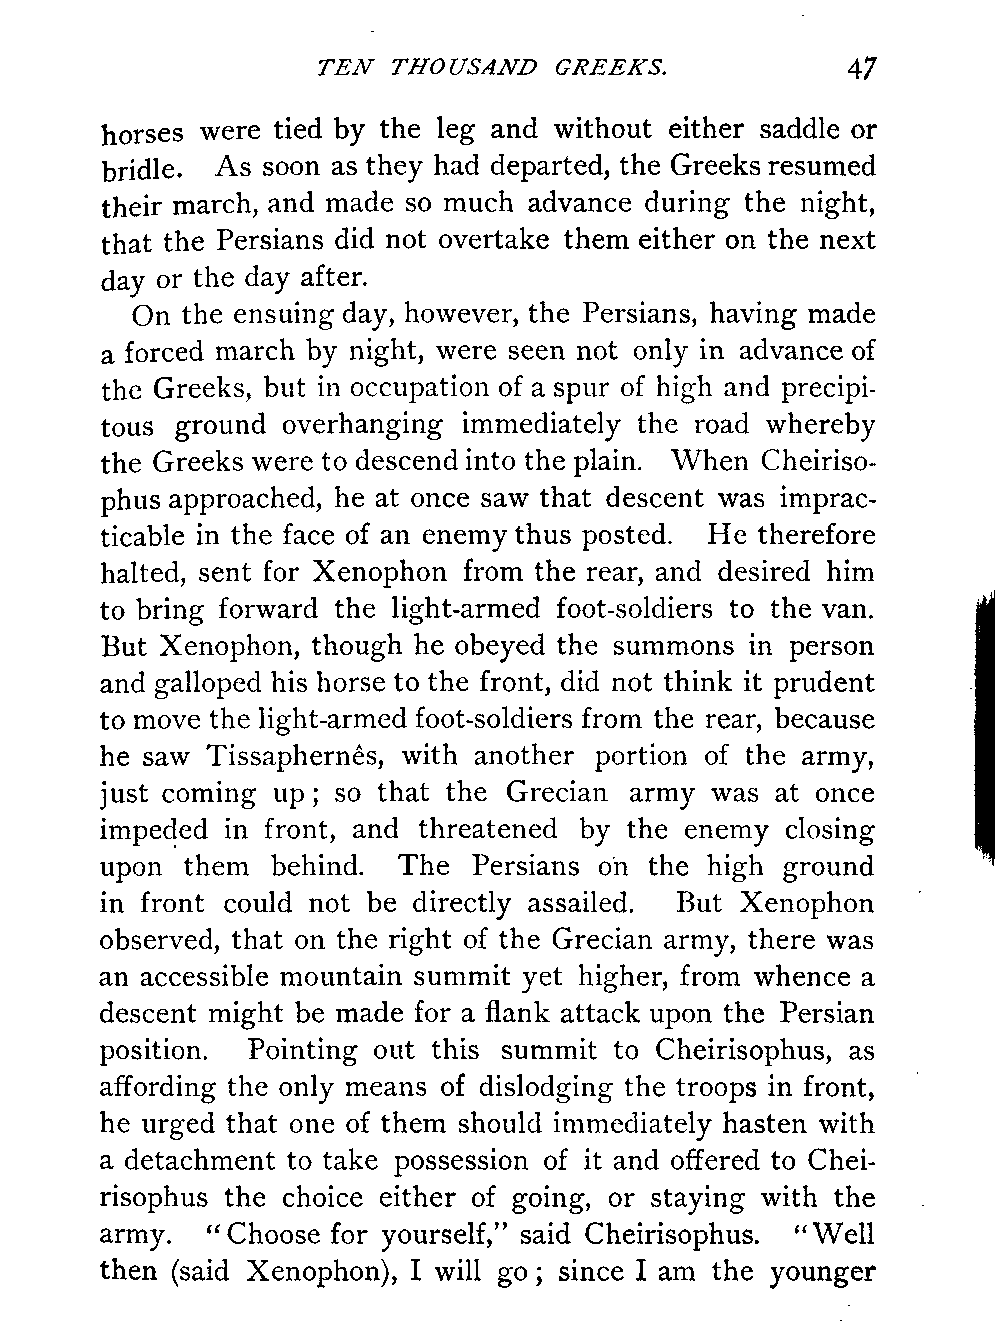 TEN THOUSAND GREEKS. 47
horses were tied by the leg and without either saddle or
bridle. As soon as they had departed, the Greeks resumed
their march, and made so much advance during the night,
that the Persians did not overtake them either on the next
day or the day after.
On the ensuing day, however, the Persians, having made
a forced march by night, were seen not only in advance of
the Greeks, but in occupation of a spur of high and precipi-
tous ground overhanging immediately the road whereby
the Greeks were to descend into the plain. When Cheiriso-
phus approached, he at once saw that descent was imprac-
ticable in the face of an enemy thus posted. He therefore
halted, sent for Xenophon from the rear, and desired him
to bring forward the light-armed foot-soldiers to the van.
But Xenophon, though he obeyed the summons in person
and galloped his horse to the front, did not think it prudent
to move the light-armed foot-soldiers from the rear, because
he saw Tissaphernês, with another portion of the army,
just coming up; so that the Grecian army was at once
impeded in front, and threatened by the enemy closing
upon them behind. The Persians on the high ground
in front could not be directly assailed. But Xenophon
observed, that on the right of the Grecian army, there was
an accessible mountain summit yet higher, from whence a
descent might be made for a flank attack upon the Persian
position. Pointing out this summit to Cheirisophus, as
affording the only means of dislodging the troops in front,
he urged that one of them should immediately hasten with
a detachment to take possession of it and offered to Chei-
risophus the choice either of going, or staying with the
army. "Choose for yourself," said Cheirisophus. "Well
then (said Xenophon), I will go; since I am the younger